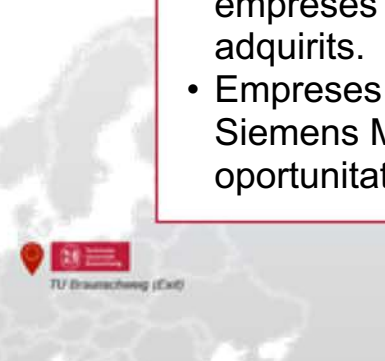 empreses
adquirits.
• Empreses
Siemens M
oportunitat
TU Braunschweig (Exit)